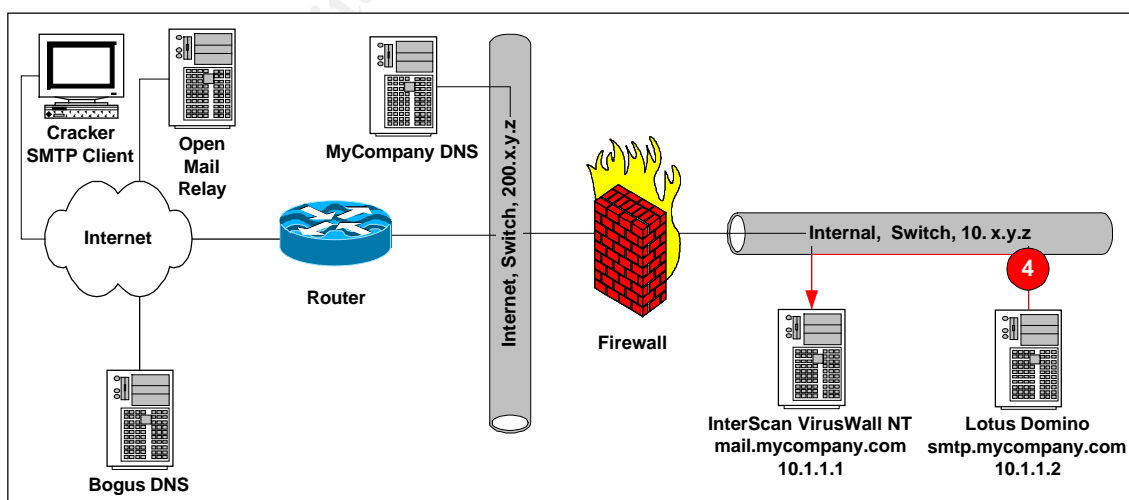 Cracker
SMTP Client
Open
Mail
Relay
MyCompany DNS
Internet, Switch, 200.x.y.z
Internet
Router
Firewall
Internal, Switch, 10. x.y.z
4
InterScan VirusWall NT
mail.mycompany.com
10.1.1.1
Lotus Domino
smtp.mycompany.com
10.1.1.2
Bogus DNS